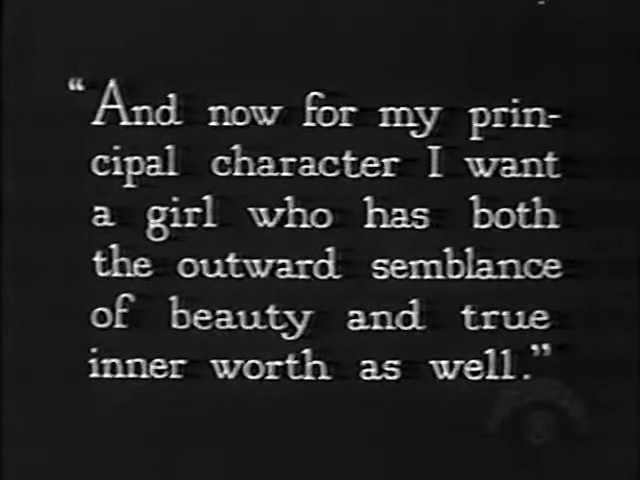 “And now for my prin-
cipal character I want
a girl who has both
the outward semblance
of beauty and true
inner worth as well.”